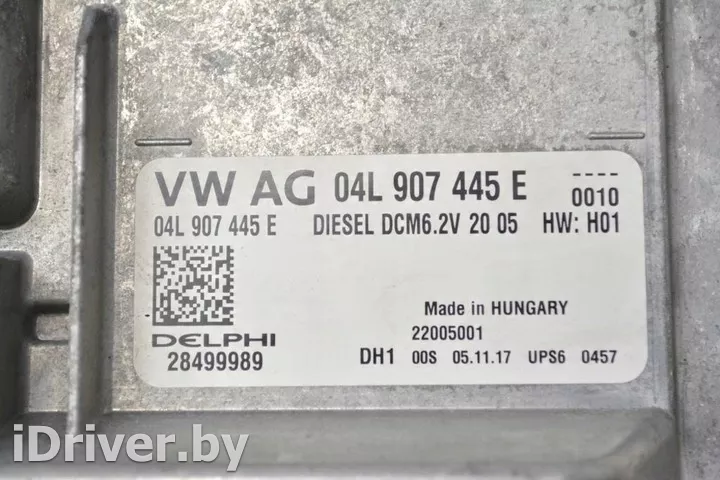 VW AG 04L 907 445 E ----
0010
04L 907 445 E DIESEL DCM6.2V 20 05 HW: H01
Made in HUNGARY
DELPHI 22005001
28499989 DH1 00S 05.11.17 UPS6 0457
iDriver.by